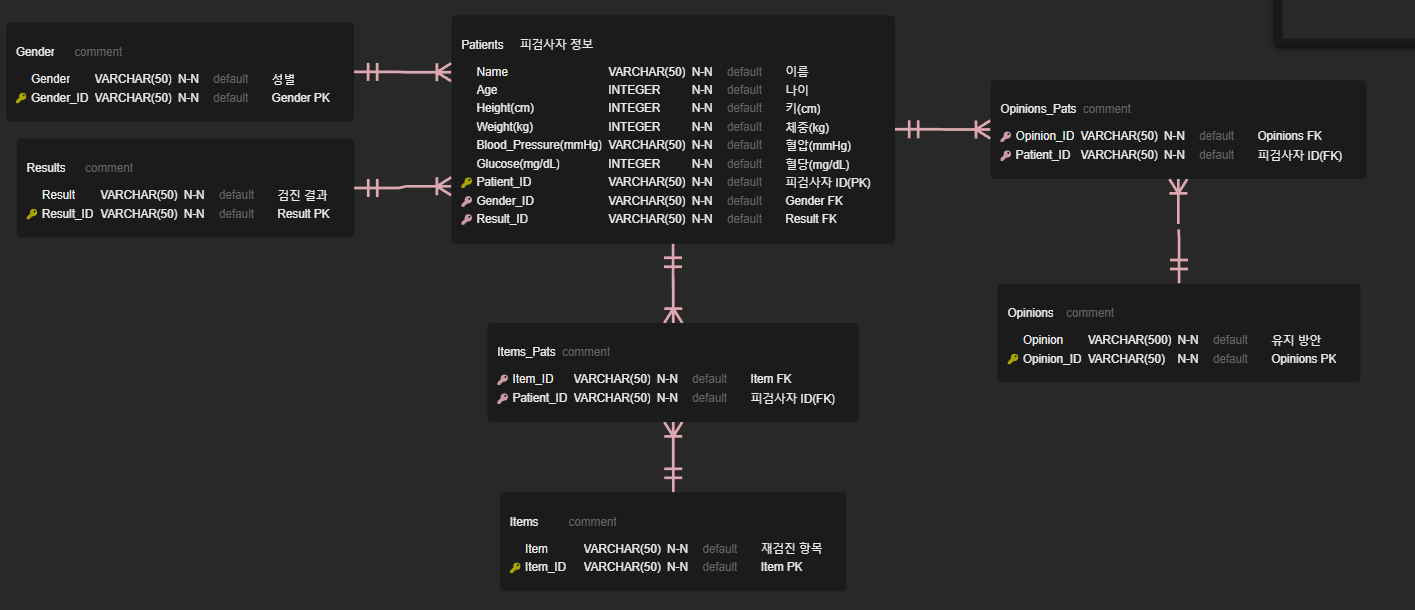 Gender comment
Gender VARCHAR(50) N-N default 성별
Gender_ID VARCHAR(50) N-N default Gender PK
Results comment
Result VARCHAR(50) N-N default 검진 결과
Result_ID VARCHAR(50) N-N default Result PK
Patients 피검사자 정보
Name VARCHAR(50) N-N default 이름
Age INTEGER N-N default 나이
Height(cm) INTEGER N-N default 키(cm)
Weight(kg) INTEGER N-N default 체중(kg)
Blood_Pressure(mmHg) VARCHAR(50) N-N default 혈압(mmHg)
Glucose(mg/dL) INTEGER N-N default 혈당(mg/dL)
Patient_ID VARCHAR(50) N-N default 피검사자 ID(PK)
Gender_ID VARCHAR(50) N-N default Gender FK
Result_ID VARCHAR(50) N-N default Result FK
Opinions_Pats comment
Opinion_ID VARCHAR(50) N-N default Opinions FK
Patient_ID VARCHAR(50) N-N default 피검사자 ID(FK)
Opinions comment
Opinion VARCHAR(500) N-N default 유지 방안
Opinion_ID VARCHAR(50) N-N default Opinions PK
Items_Pats comment
Item_ID VARCHAR(50) N-N default Item FK
Patient_ID VARCHAR(50) N-N default 피검사자 ID(FK)
Items comment
Item VARCHAR(50) N-N default 재검진 항목
Item_ID VARCHAR(50) N-N default Item PK